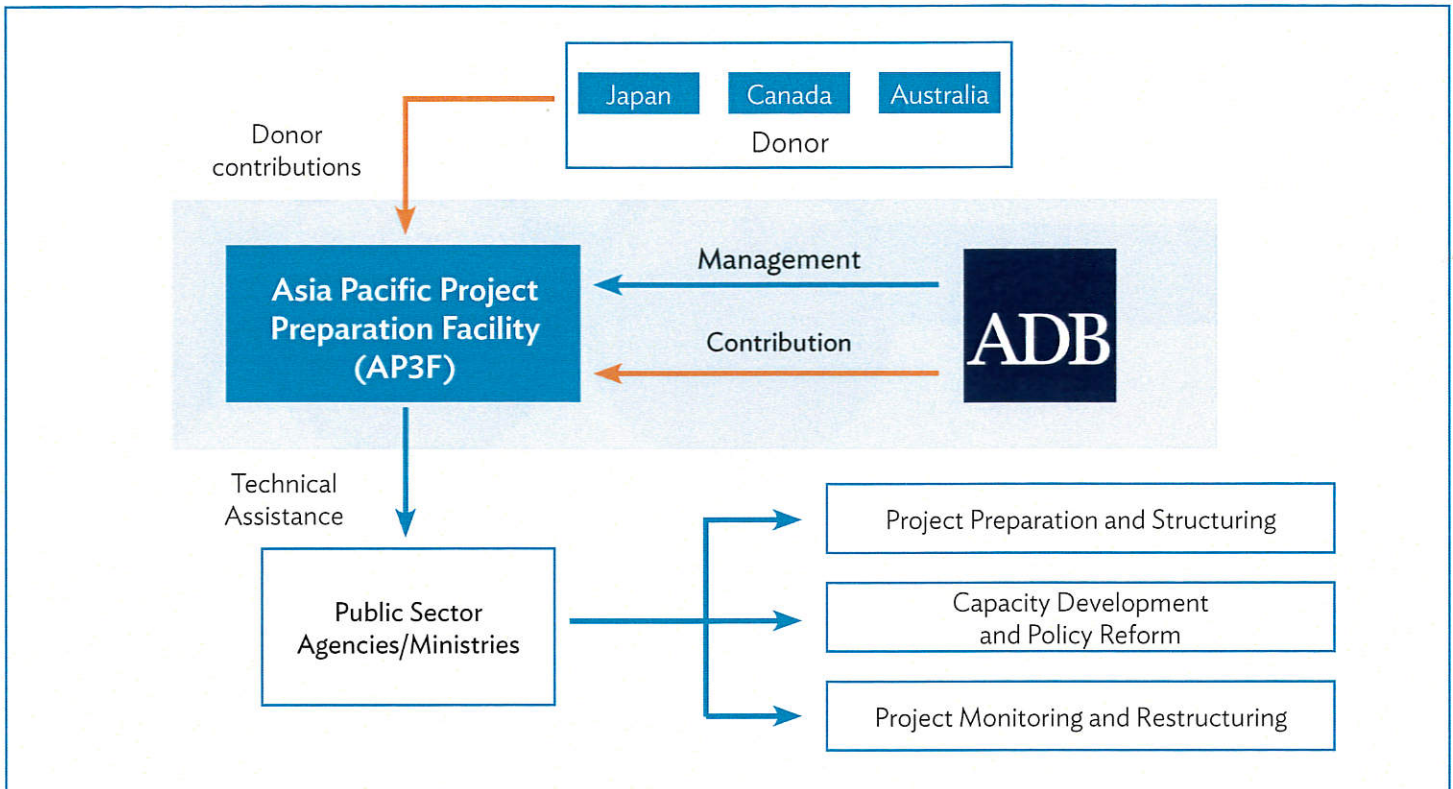 Japan
Canada
Australia
Donor
Donor
contributions
Asia Pacific Project
Preparation Facility
(AP3F)
Management
Contribution
ADB
Technical
Assistance
Public Sector
Agencies/Ministries
Project Preparation and Structuring
Capacity Development
and Policy Reform
Project Monitoring and Restructuring